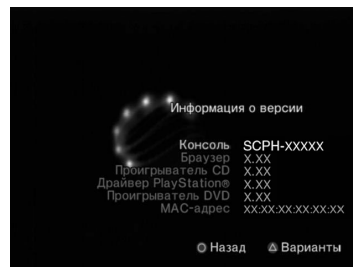 Информация о версии
Консоль SCPH-XXXXX
Браузер X.XX
Проигрыватель CD X.XX
Драйвер PlayStation® X.XX
Проигрыватель DVD X.XX
MAC-адрес XX:XX:XX:XX:XX:XX
Назад Варианты